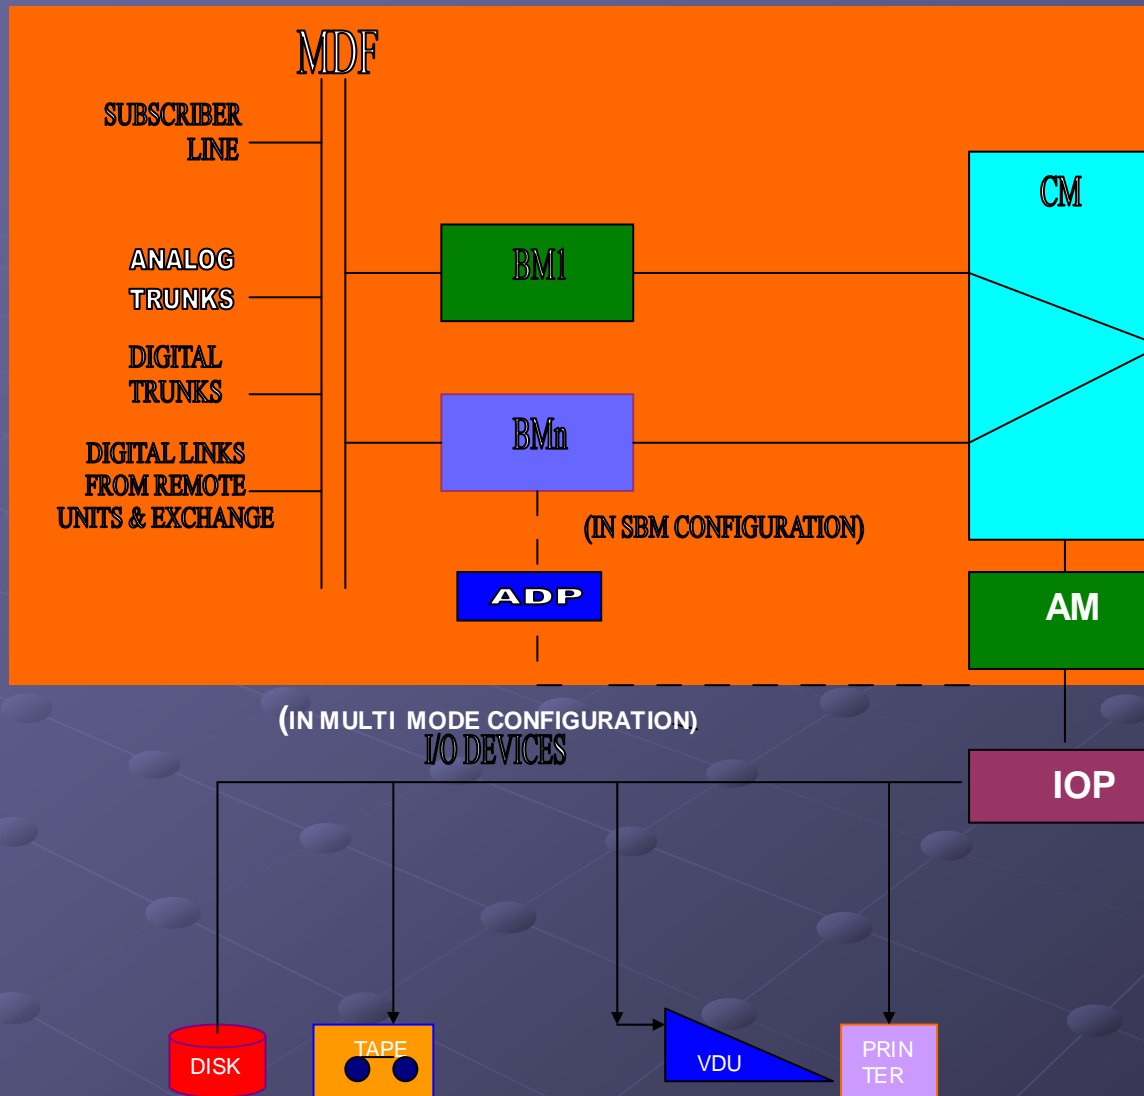 MDF
SUBSCRIBER
LINE
CM
ANALOG
TRUNKS
BM1
DIGITAL
TRUNKS
BMn
DIGITAL LINKS
FROM REMOTE
UNITS & EXCHANGE
(IN SBM CONFIGURATION)
ADP
AM
(IN MULTI MODE CONFIGURATION)
I/O DEVICES
IOP
DISK
TAPE
VDU
PRIN
TER